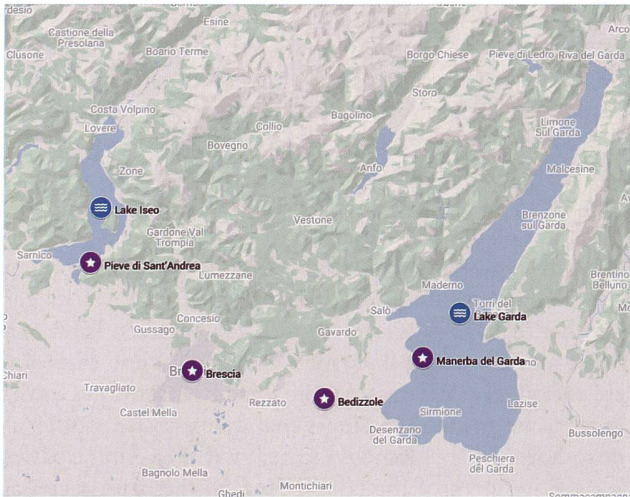 Esine
Castione della
Presolana
Clusone
Boario Terme
Borgo Chiese
Pieve di Ledro
Riva del Garda
Arco
Storo
Costa Volpino
Lovere
Collio
Bagolino
Limone
Sul Garda
Bovegno
Zone
Anfo
Malcesine
Lake Iseo
Vestone
Brenzone
sul Garda
Gardone Val
Trompia
Sarnico
Pieve di Sant'Andrea
Lumezzane
Maderno
Brentino
Belluno
Torri del
Salò
Lake Garda
Concesio
Gussago
Gavardo
Manerba del Garda
Brescia
Chiari
Travagliato
Castel Mella
Rezzato
Bedizzole
Sirmione
Lazise
Desenzano
del Garda
Bussolengo
Peschiera
del Garda
Bagnolo Mella
Montichiari
Ghedi
Sommacampagna